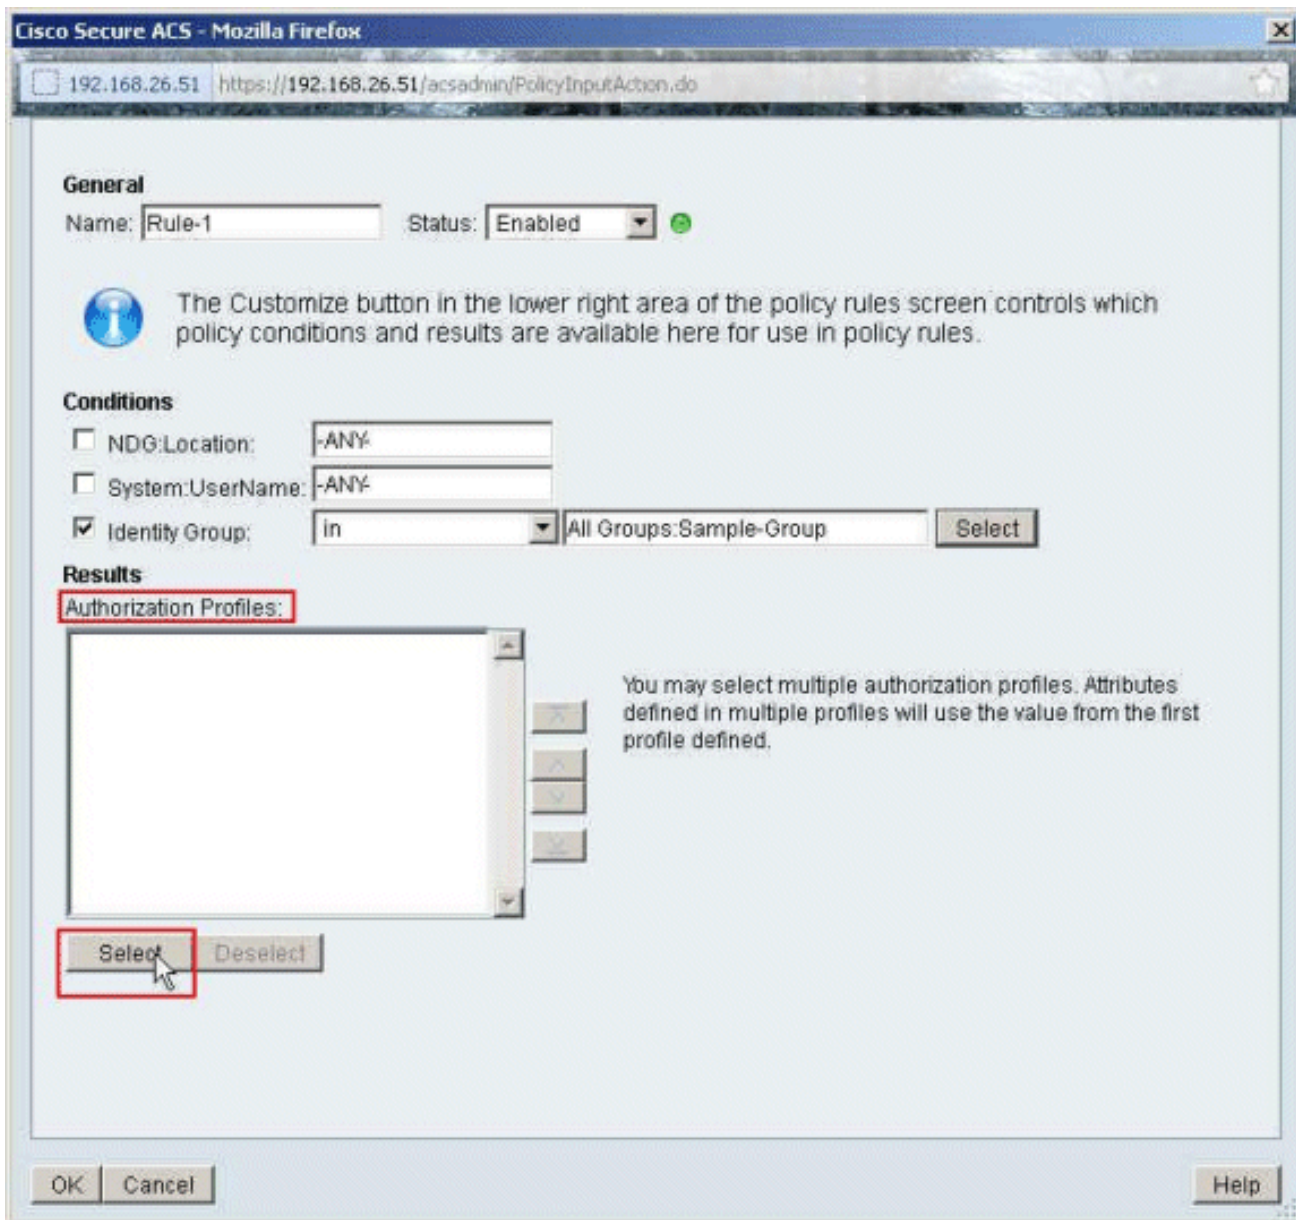 Cisco Secure ACS - Mozilla Firefox
192.168.26.51 https://192.168.26.51/acsadmin/PolicyInputAction.do
General
Name: Rule-1 Status: Enabled
The Customize button in the lower right area of the policy rules screen controls which
policy conditions and results are available here for use in policy rules.
Conditions
NDG:Location: -ANY-
System:UserName: -ANY-
Identity Group: in All Groups:Sample-Group Select
Results
Authorization Profiles:
You may select multiple authorization profiles. Attributes
defined in multiple profiles will use the value from the first
profile defined.
Select Deselect
OK Cancel Help